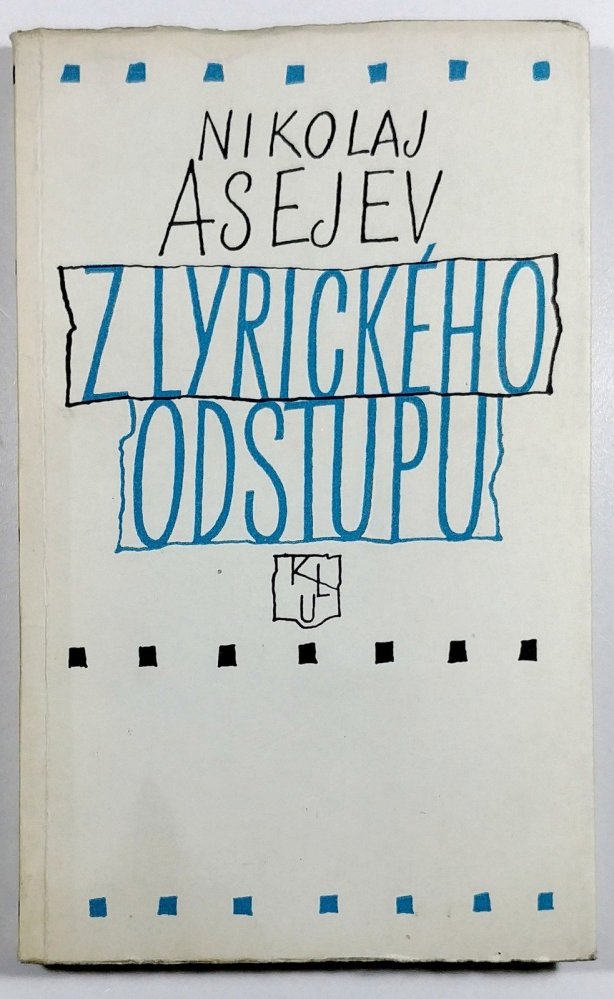 NIKOLAJ
ASEJEV
Z LYRICKÉHO
ODSTUPU
KLU